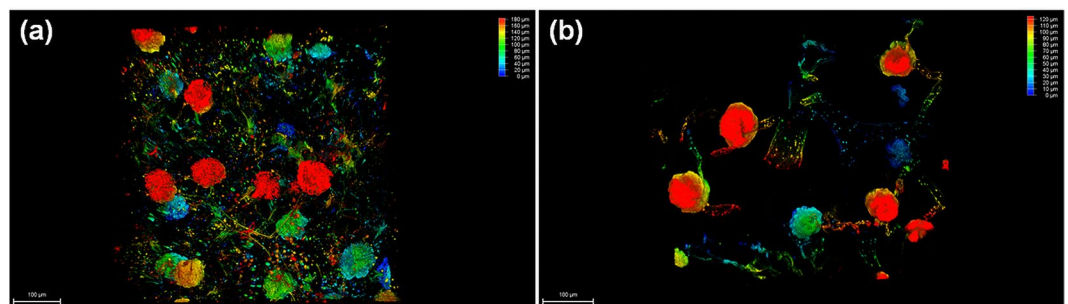 (a)
180 µm
160 µm
140 µm
120 µm
100 µm
80 µm
60 µm
40 µm
20 µm
0 µm
100 µm
(b)
120 µm
110 µm
100 µm
90 µm
80 µm
70 µm
60 µm
50 µm
40 µm
30 µm
20 µm
10 µm
0 µm
100 µm